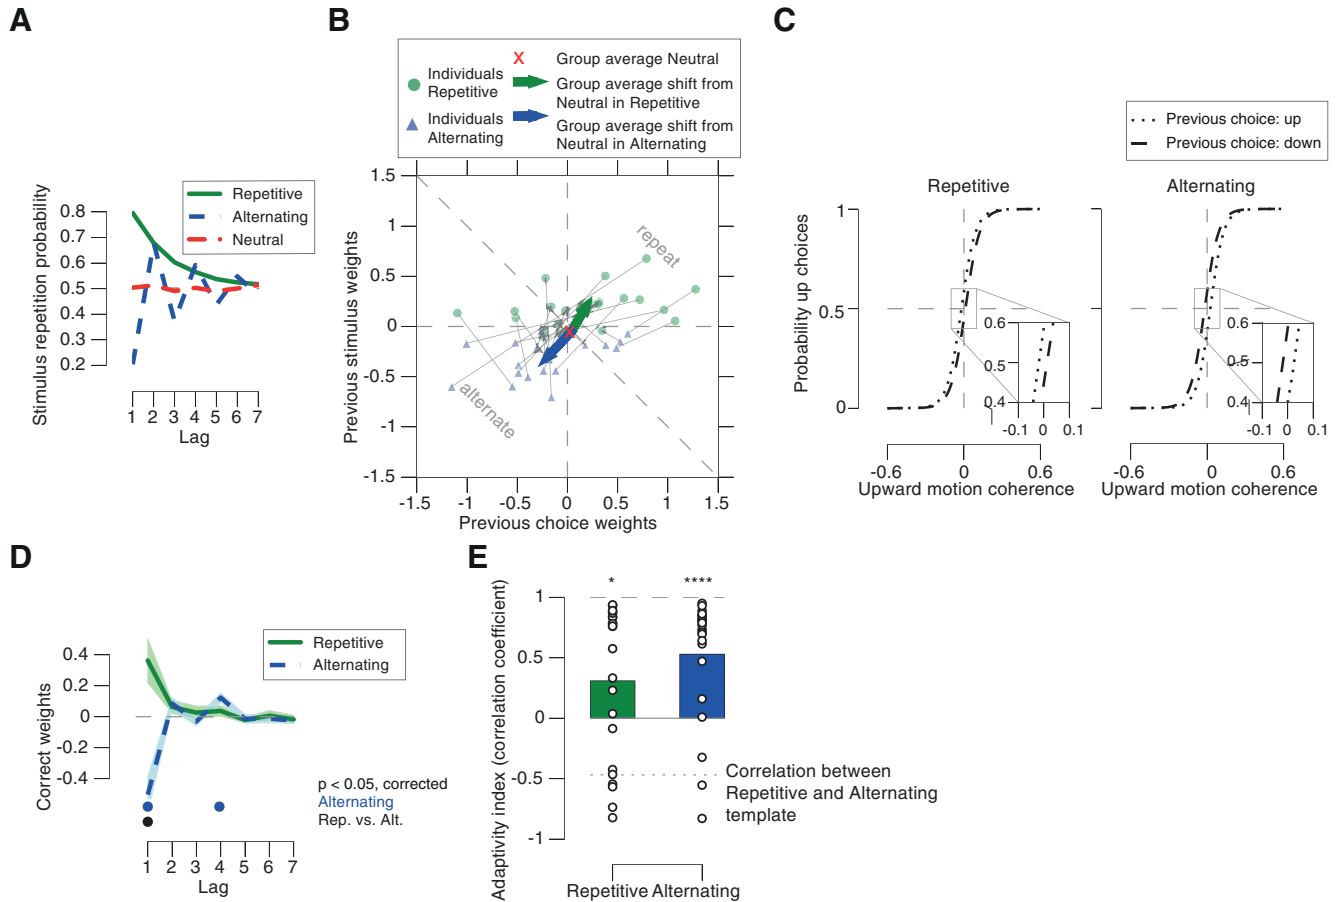 A
B
C
X
Group average Neutral
Individuals
Repetitive
Group average shift from
Neutral in Repetitive
Individuals
Alternating
Group average shift from
Neutral in Alternating
Previous choice: up
Previous choice: down
Stimulus repetition probability
Repetitive
Alternating
Neutral
0.8
0.7
0.6
0.5
0.4
0.3
0.2
1 2 3 4 5 6 7
Lag
Previous stimulus weights
1.5
1
0.5
0
-0.5
-1
-1.5
repeat
alternate
X
-1.5 -1 -0.5 0 0.5 1 1.5
Previous choice weights
Repetitive
Probability up choices
1
0.5
0
0.6
0.5
0.4
-0.1 0 0.1
-0.6 0 0.6
Upward motion coherence
Alternating
0.6
0.5
0.4
-0.1 0 0.1
-0.6 0 0.6
Upward motion coherence
D
Correct weights
Repetitive
Alternating
0.4
0.2
0
-0.2
-0.4
p < 0.05, corrected
Alternating
Rep. vs. Alt.
1 2 3 4 5 6 7
Lag
E
Adaptivity index (correlation coefficient)
* ****
1
0.5
0
-0.5
-1
Correlation between
Repetitive and Alternating
template
Repetitive Alternating